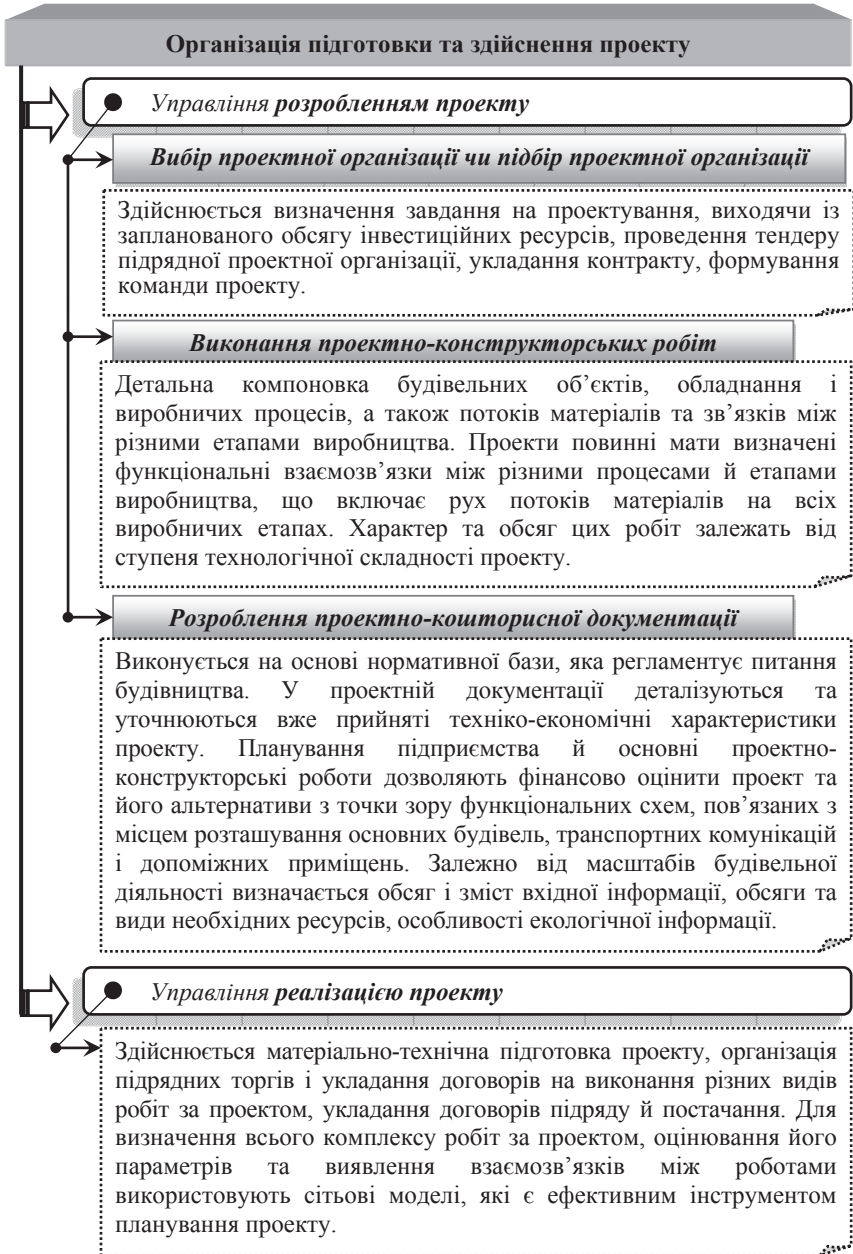 Організація підготовки та здійснення проекту
Управління розробленням проекту
Вибір проектної організації чи підбір проектної організації
Здійснюється визначення завдання на проектування, виходячи із
запланованого обсягу інвестиційних ресурсів, проведення тендеру
підрядної проектної організації, укладання контракту, формування
команди проекту.
Виконання проектно-конструкторських робіт
Детальна компоновка будівельних об’єктів, обладнання і
виробничих процесів, а також потоків матеріалів та зв’язків між
різними етапами виробництва. Проекти повинні мати визначені
функціональні взаємозв’язки між різними процесами й етапами
виробництва, що включає рух потоків матеріалів на всіх
виробничих етапах. Характер та обсяг цих робіт залежать від
ступеня технологічної складності проекту.
Розроблення проектно-кошторисної документації
Виконується на основі нормативної бази, яка регламентує питання
будівництва. У проектній документації деталізуються та
уточнюються вже прийняті техніко-економічні характеристики
проекту. Планування підприємства й основні проектно-
конструкторські роботи дозволяють фінансово оцінити проект та
його альтернативи з точки зору функціональних схем, пов’язаних з
місцем розташування основних будівель, транспортних комунікацій
і допоміжних приміщень. Залежно від масштабів будівельної
діяльності визначається обсяг і зміст вхідної інформації, обсяги та
види необхідних ресурсів, особливості екологічної інформації.
Управління реалізацією проекту
Здійснюється матеріально-технічна підготовка проекту, організація
підрядних торгів і укладання договорів на виконання різних видів
робіт за проектом, укладання договорів підряду й постачання. Для
визначення всього комплексу робіт за проектом, оцінювання його
параметрів та виявлення взаємозв’язків між роботами
використовують сітьові моделі, які є ефективним інструментом
планування проекту.